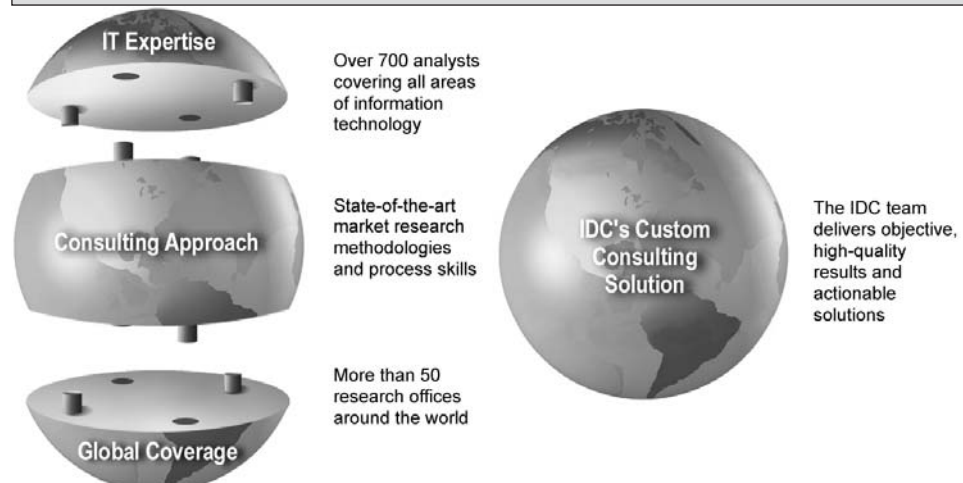 IT Expertise
Over 700 analysts
covering all areas
of information
technology
Consulting Approach
State-of-the-art
market research
methodologies
and process skills
Global Coverage
More than 50
research offices
around the world
IDC's Custom
Consulting
Solution
The IDC team
delivers objective,
high-quality
results and
actionable
solutions